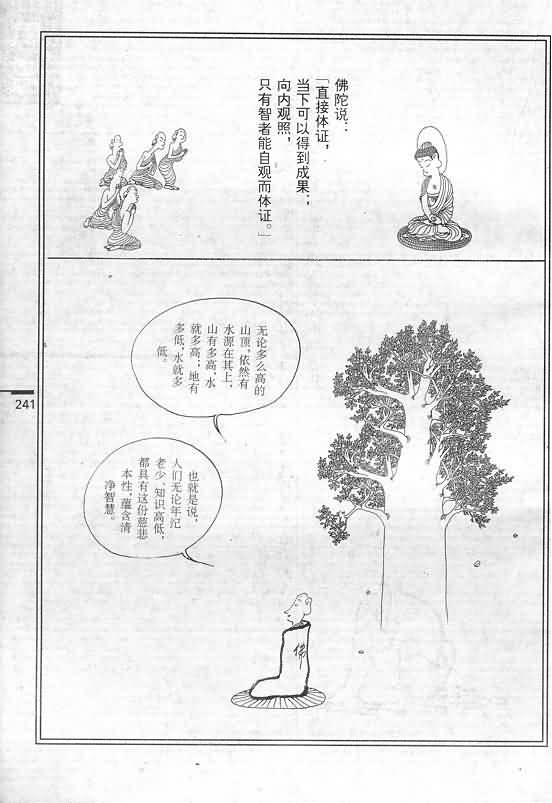 佛陀说：
「直接体证，
当下可以得到成果；
向内观照，
只有智者能自观而体证。」
无论多么高的
山顶，依然有
水源在其上，
山有多高，水
就多高；地有
多低，水就多
低。
也就是说，
人们无论年纪
老少、知识高低，
都具有这份慈悲
本性，蕴含清
净智慧。
佛
241